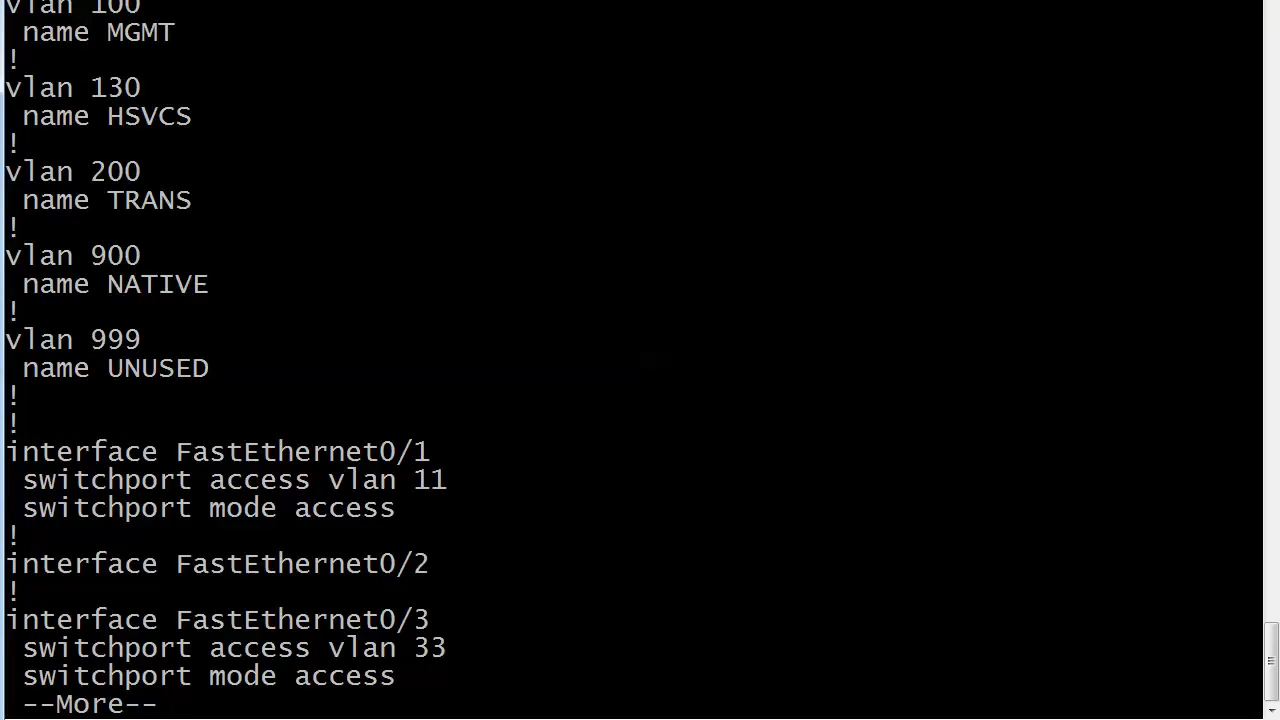 vlan 100
 name MGMT
!
vlan 130
 name HSVCS
!
vlan 200
 name TRANS
!
vlan 900
 name NATIVE
!
vlan 999
 name UNUSED
!
!
interface FastEthernet0/1
 switchport access vlan 11
 switchport mode access
!
interface FastEthernet0/2
!
interface FastEthernet0/3
 switchport access vlan 33
 switchport mode access
 --More--